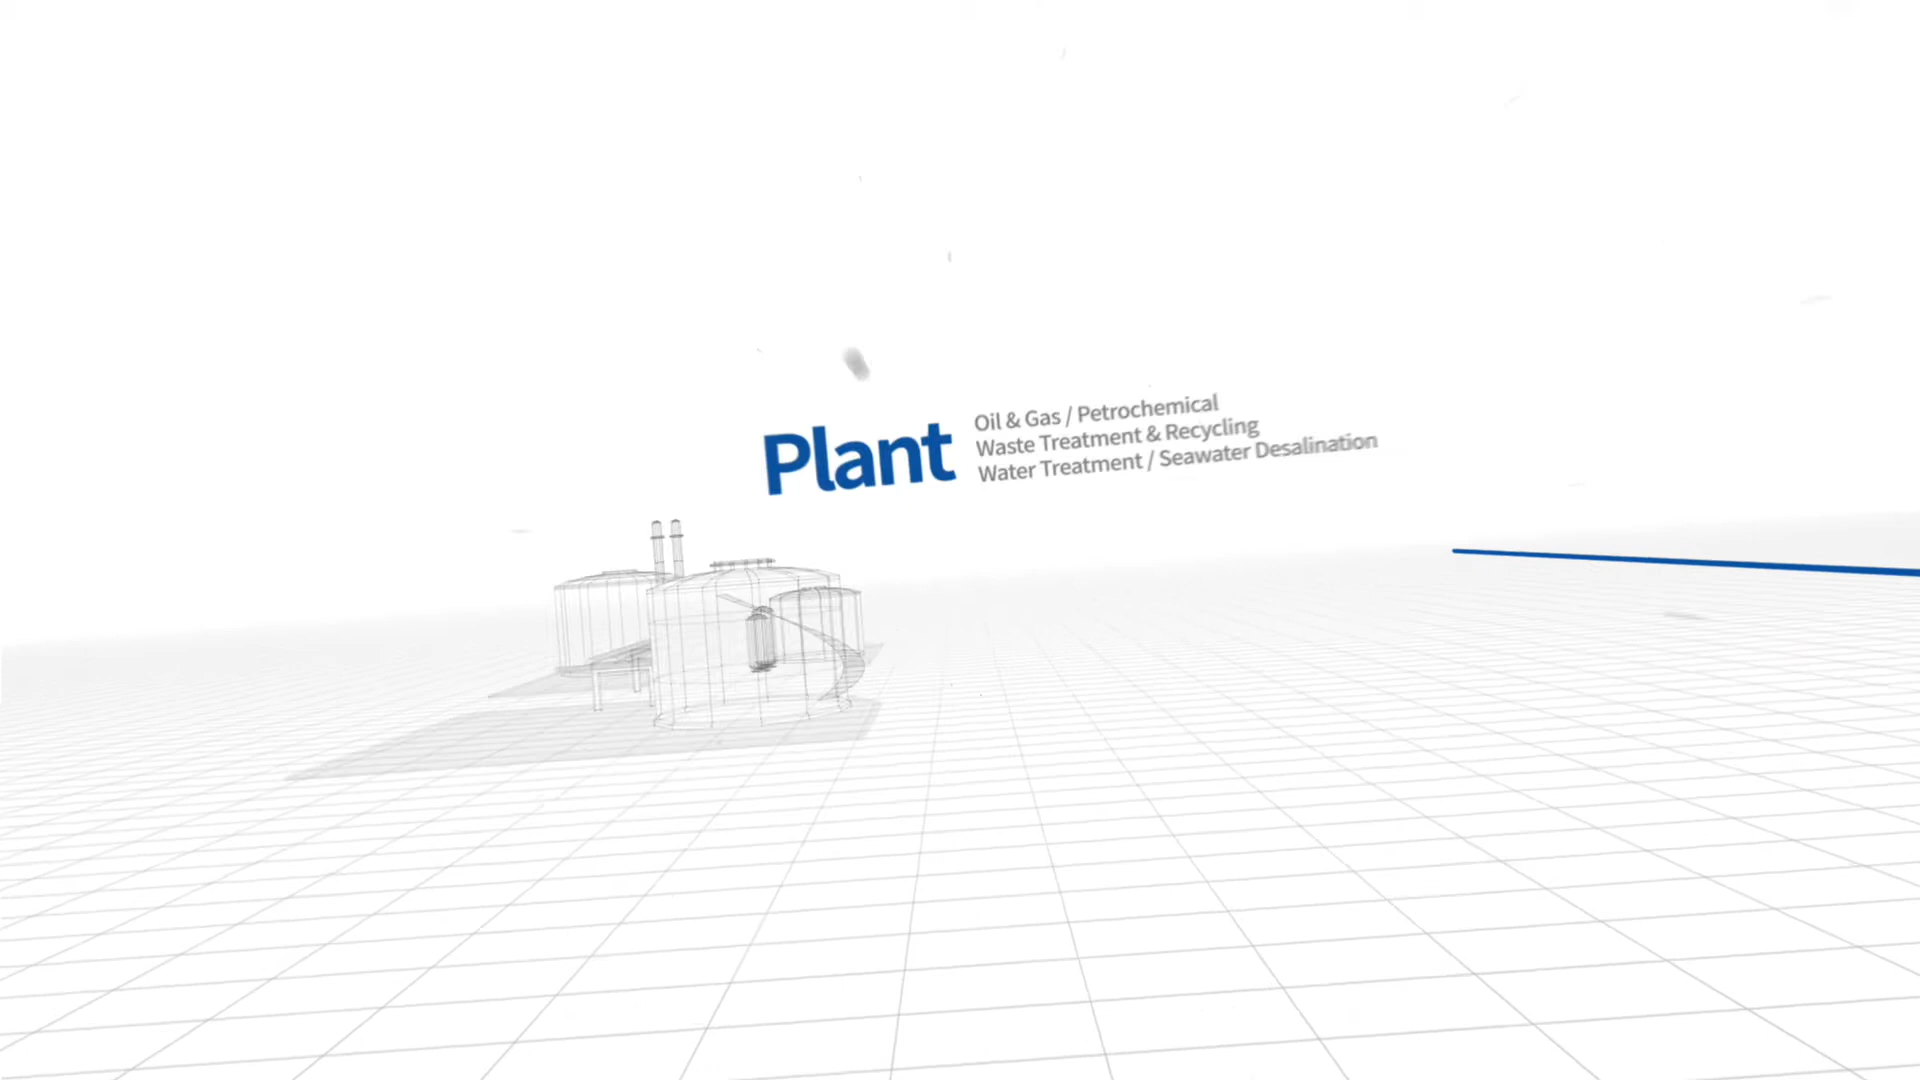 Plant
Oil & Gas / Petrochemical
Waste Treatment & Recycling
Water Treatment / Seawater Desalination